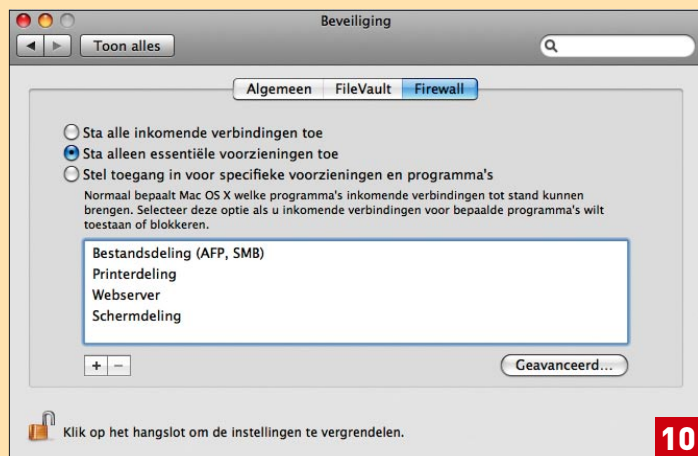 Beveiliging
Toon alles
Algemeen FileVault Firewall
Sta alle inkomende verbindingen toe
Sta alleen essentiële voorzieningen toe
Stel toegang in voor specifieke voorzieningen en programma's
Normaal bepaalt Mac OS X welke programma's inkomende verbindingen tot stand kunnen
brengen. Selecteer deze optie als u inkomende verbindingen voor bepaalde programma's wilt
toestaan of blokkeren.
Bestandsdeling (AFP, SMB)
Printerdeling
Webserver
Schermdeling
Geavanceerd...
Klik op het hangslot om de instellingen te vergrendelen.
10